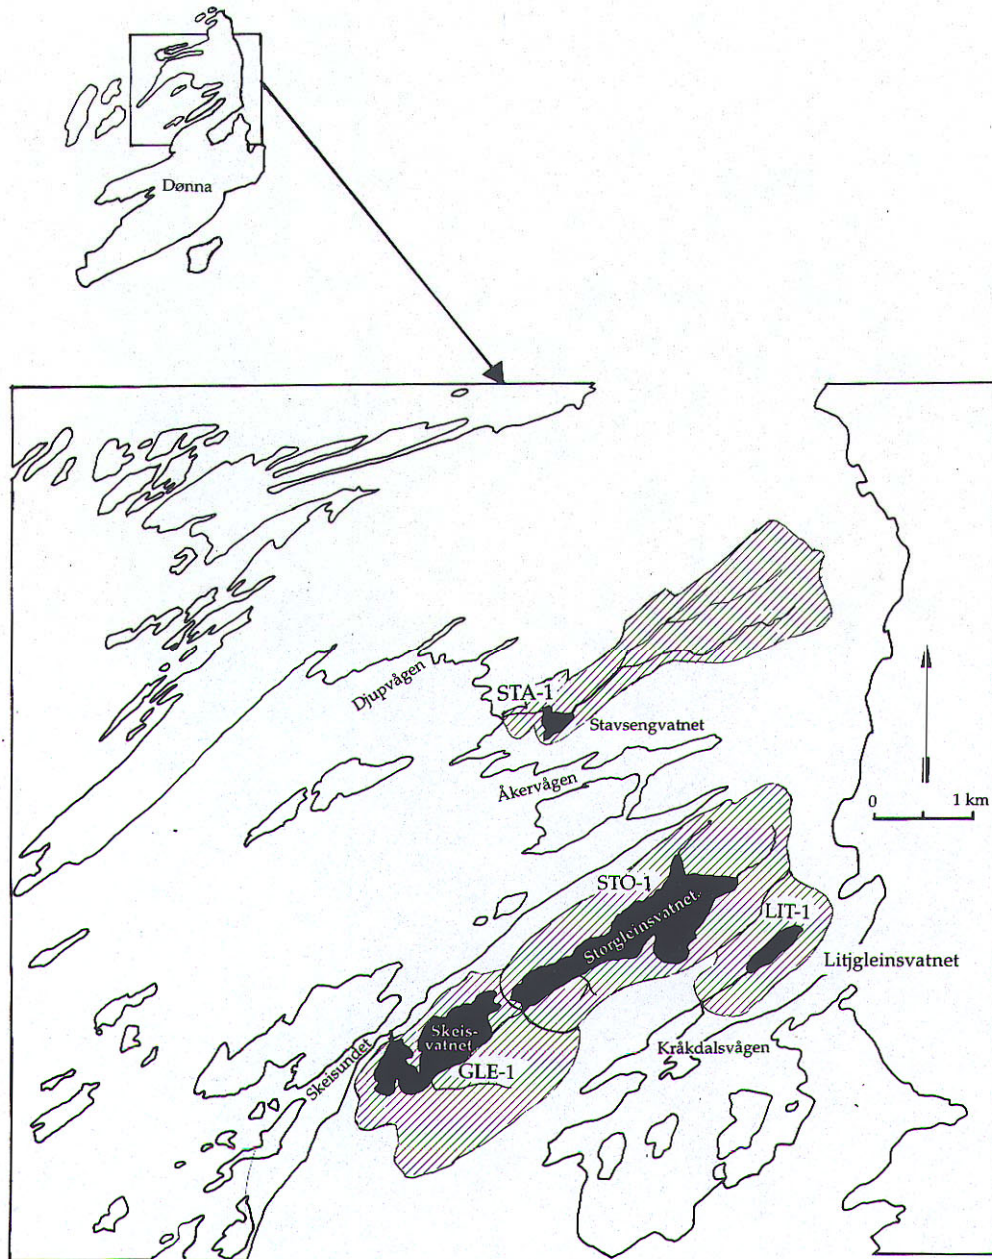 Dønna
Djupvågen
STA-1
Stavsengvatnet
Åkervågen
0 1 km
STO-1
Storgleinsvatnet
LIT-1
Litjgleinsvatnet
Skeis-
vatnet
Skeisundet
GLE-1
Kråkdalsvågen